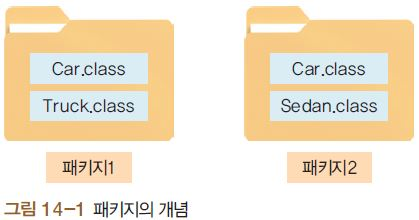 Car.class
Truck.class
패키지1
Car.class
Sedan.class
패키지2
그림 14-1 패키지의 개념